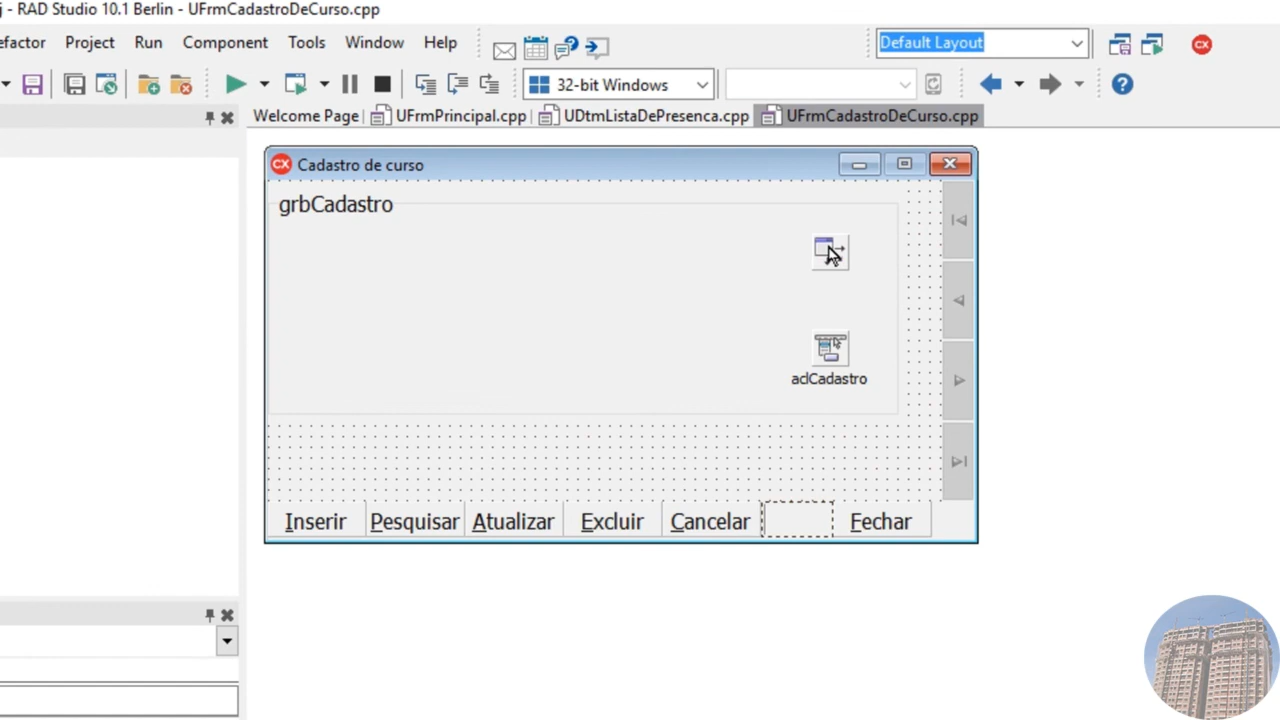 - RAD Studio 10.1 Berlin - UFrmCadastroDeCurso.cpp
efactor Project Run Component Tools Window Help Default Layout CX
32-bit Windows
Welcome Page UFrmPrincipal.cpp UDtmListaDePresenca.cpp UFrmCadastroDeCurso.cpp
CX Cadastro de curso
grbCadastro
aclCadastro
Inserir Pesquisar Atualizar Excluir Cancelar Fechar